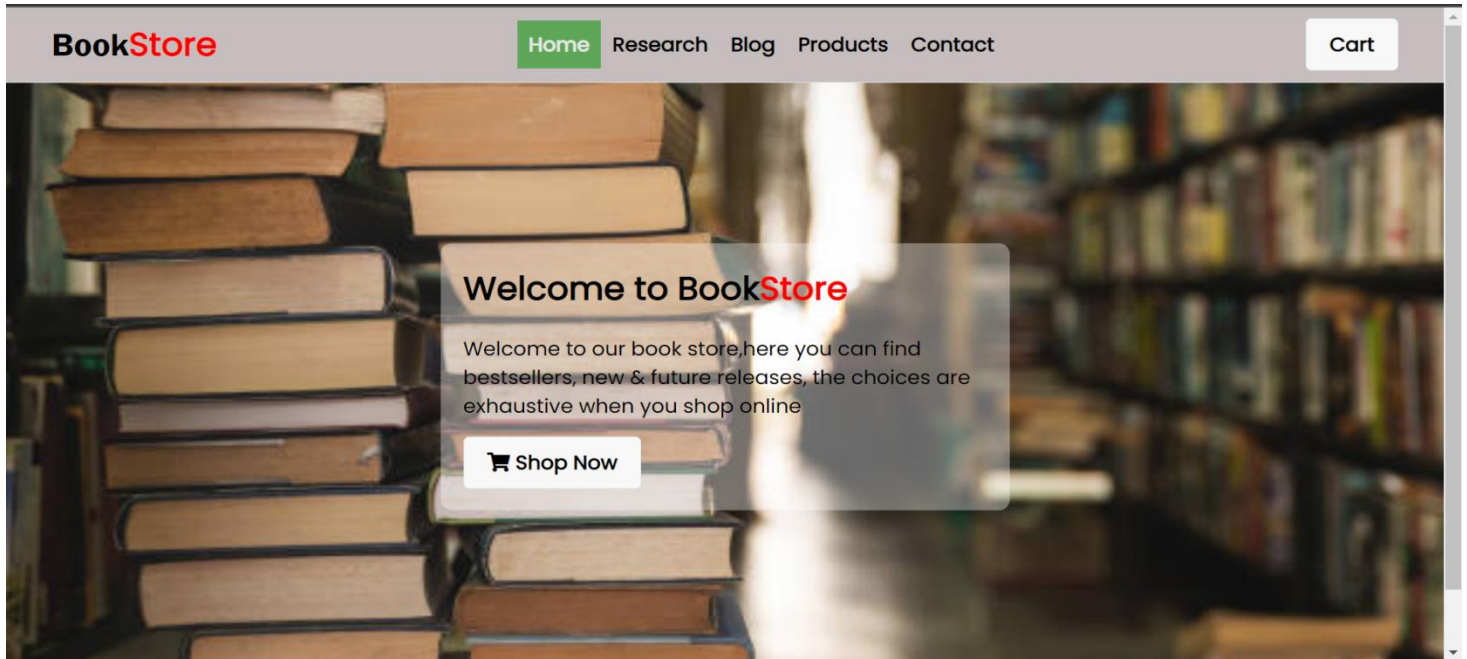 BookStore
Home Research Blog Products Contact
Cart
Welcome to BookStore
Welcome to our book store,here you can find
bestsellers, new & future releases, the choices are
exhaustive when you shop online
Shop Now